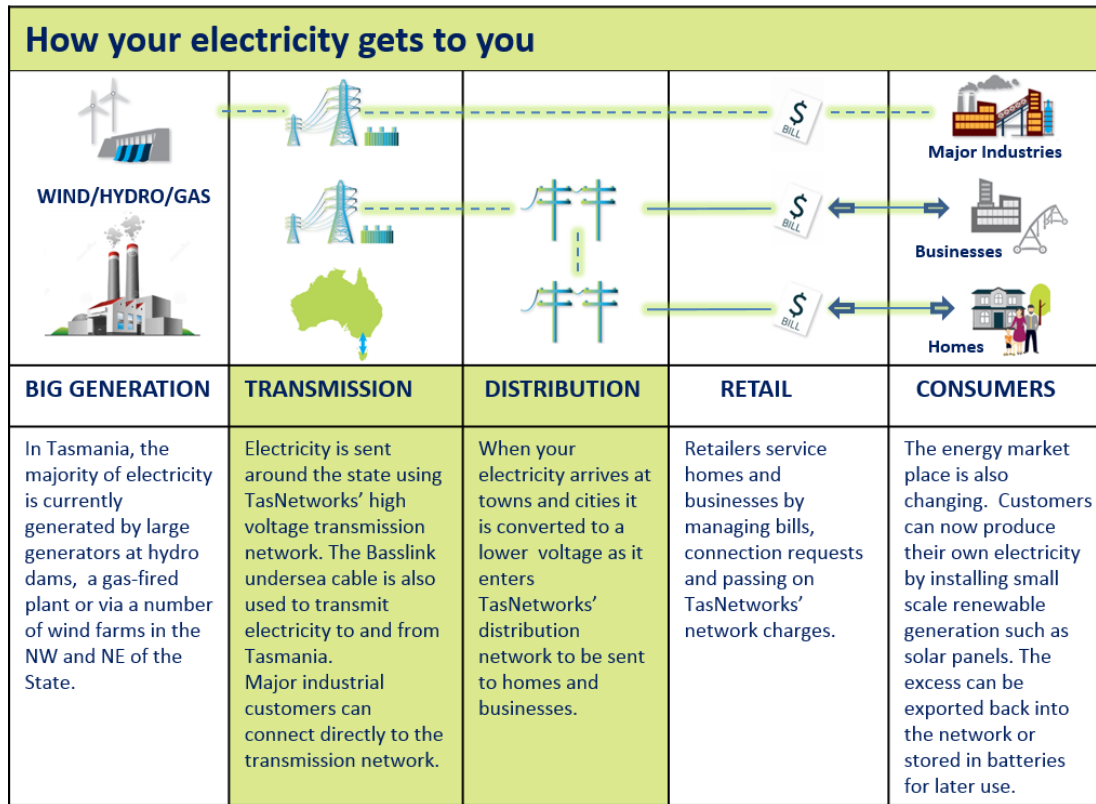 How your electricity gets to you
WIND/HYDRO/GAS
$
BILL
Major Industries
$
BILL
Businesses
$
BILL
Homes
BIG GENERATION
TRANSMISSION
DISTRIBUTION
RETAIL
CONSUMERS
In Tasmania, the
majority of electricity
is currently
generated by large
generators at hydro
dams, a gas-fired
plant or via a number
of wind farms in the
NW and NE of the
State.
Electricity is sent
around the state using
TasNetworks’ high
voltage transmission
network. The Basslink
undersea cable is also
used to transmit
electricity to and from
Tasmania.
Major industrial
customers can
connect directly to the
transmission network.
When your
electricity arrives at
towns and cities it
is converted to a
lower voltage as it
enters
TasNetworks’
distribution
network to be sent
to homes and
businesses.
Retailers service
homes and
businesses by
managing bills,
connection requests
and passing on
TasNetworks’
network charges.
The energy market
place is also
changing. Customers
can now produce
their own electricity
by installing small
scale renewable
generation such as
solar panels. The
excess can be
exported back into
the network or
stored in batteries
for later use.